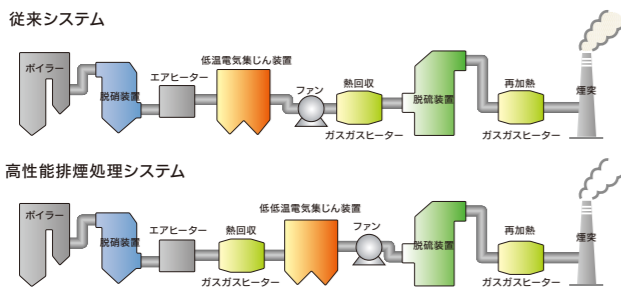 従来システム
ボイラー
脱硝装置
エアヒーター
低温電気集じん装置
ファン
熱回収
ガスガスヒーター
脱硫装置
再加熱
ガスガスヒーター
煙突
高性能排煙処理システム
ボイラー
脱硝装置
エアヒーター
熱回収
ガスガスヒーター
低低温電気集じん装置
ファン
脱硫装置
再加熱
ガスガスヒーター
煙突